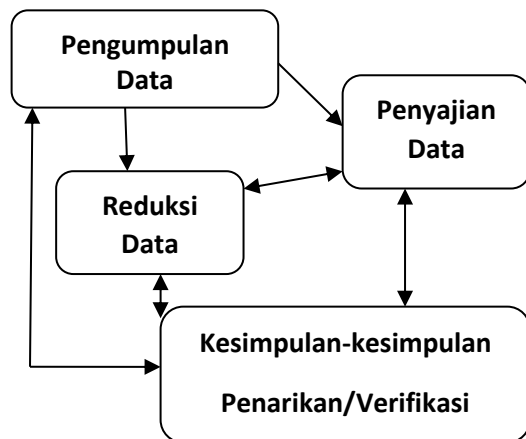 Pengumpulan
Data
Penyajian
Data
Reduksi
Data
Kesimpulan-kesimpulan
Penarikan/Verifikasi